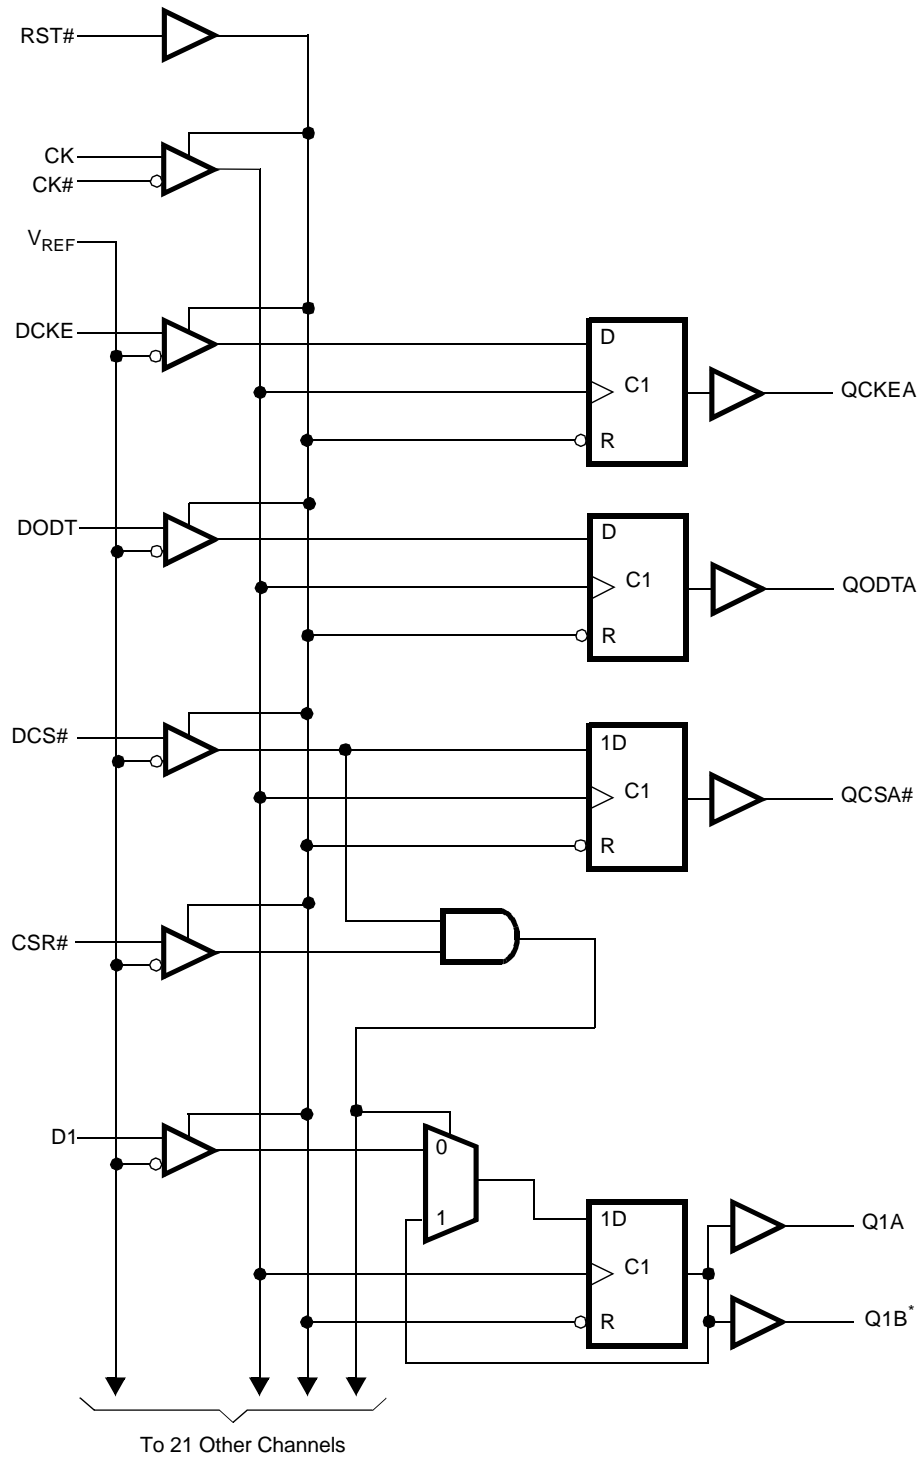 RST#
CK
CK#
VREF
DCKE
D
C1
R
QCKEA
DODT
D
C1
R
QODTA
DCS#
1D
C1
R
QCSA#
CSR#
D1
0
1
1D
C1
R
Q1A
Q1B*
To 21 Other Channels